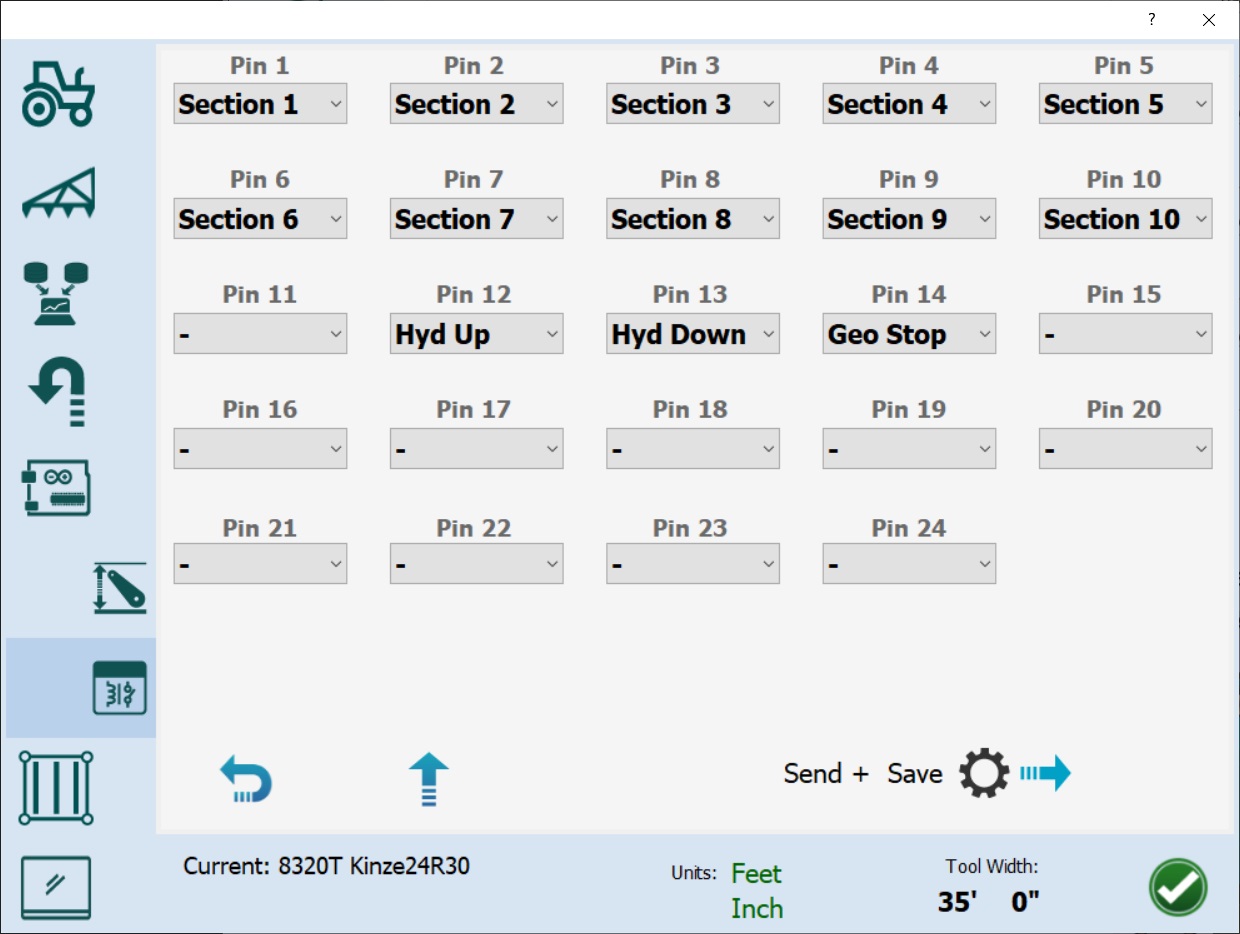 ?
Pin 1 Pin 2 Pin 3 Pin 4 Pin 5
Section 1 Section 2 Section 3 Section 4 Section 5
Pin 6 Pin 7 Pin 8 Pin 9 Pin 10
Section 6 Section 7 Section 8 Section 9 Section 10
Pin 11 Pin 12 Pin 13 Pin 14 Pin 15
- Hyd Up Hyd Down Geo Stop -
Pin 16 Pin 17 Pin 18 Pin 19 Pin 20
- - - - -
Pin 21 Pin 22 Pin 23 Pin 24
- - - -
Send + Save
Current: 8320T Kinze24R30 Units: Feet Tool Width:
Inch 35' 0"